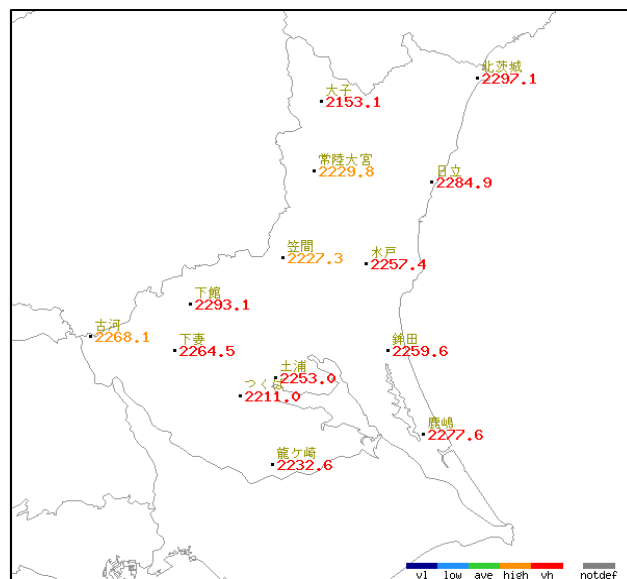 北茨城
2297.1
大子
2153.1
常陸大宮
2229.8
日立
2284.9
笠間
2227.3
水戸
2257.4
下館
2293.1
古河
2268.1
下妻
2264.5
鉾田
2259.6
土浦
2253.0
つくば
2211.0
鹿嶋
2277.6
龍ケ崎
2232.6
vl low ave high vh notdef